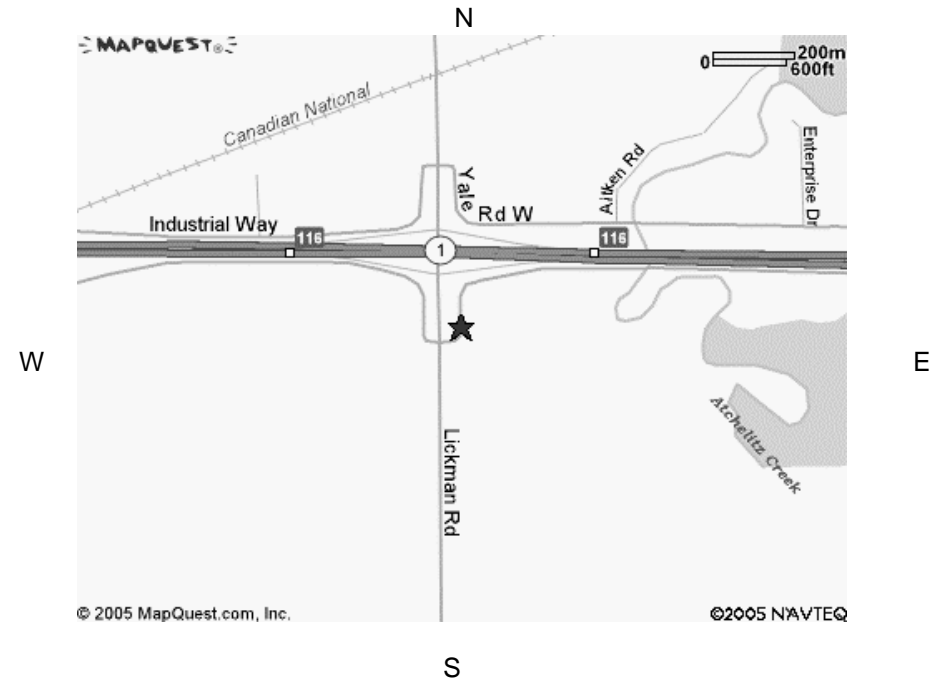 N
MAPQUEST®
200m
0
600ft
Canadian National
Aitken Rd
Enterprise Dr
Yale
Rd W
Industrial Way
116
116
1
W
E
Atchelitz Creek
Lickman Rd
© 2005 MapQuest.com, Inc.
©2005 NAVTEQ
S